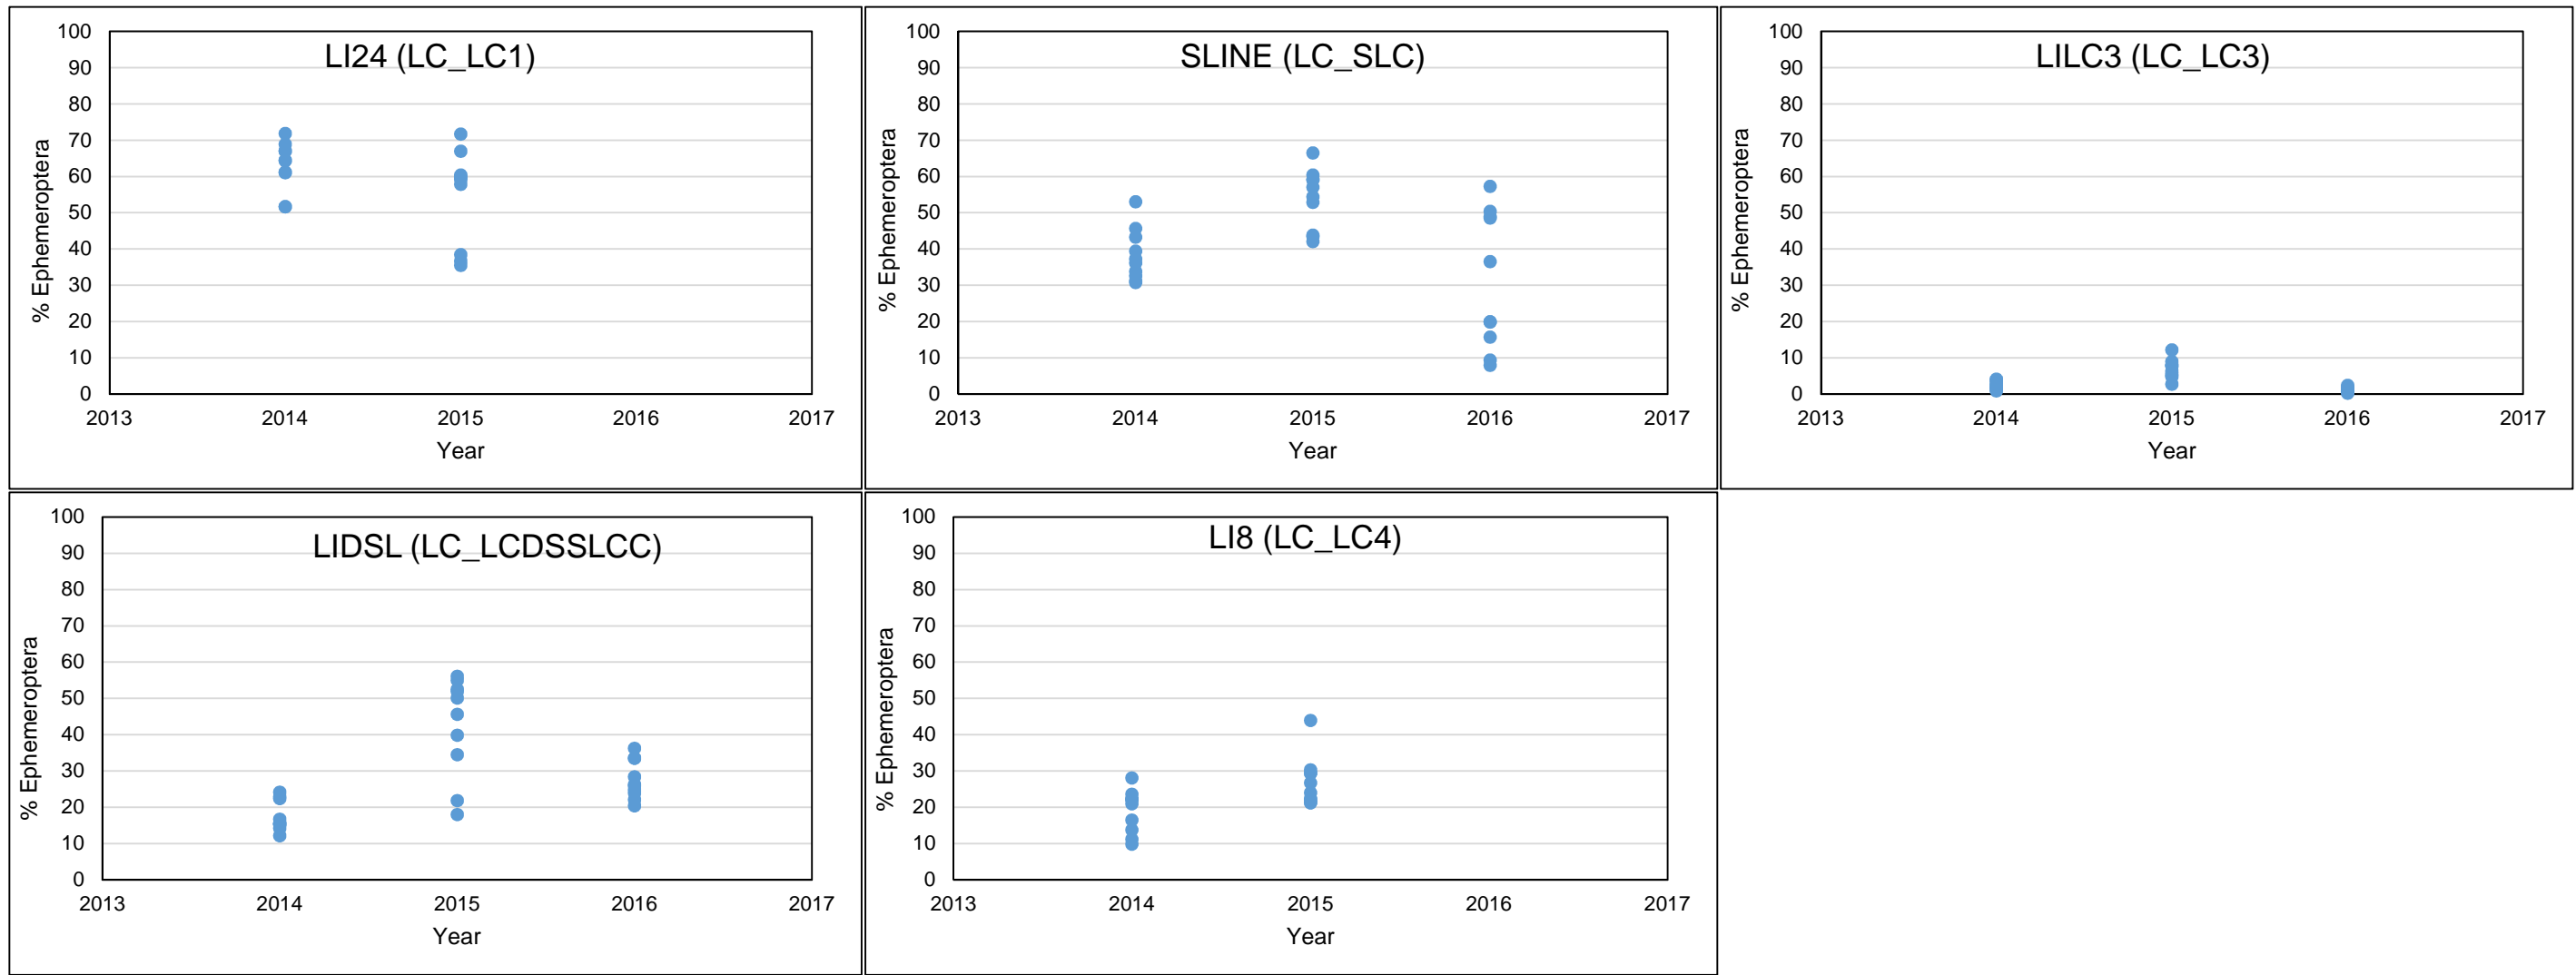 LI24 (LC_LC1)
% Ephemeroptera
100
90
80
70
60
50
40
30
20
10
0
2013 2014 2015 2016 2017
Year
SLINE (LC_SLC)
% Ephemeroptera
100
90
80
70
60
50
40
30
20
10
0
2013 2014 2015 2016 2017
Year
LILC3 (LC_LC3)
% Ephemeroptera
100
90
80
70
60
50
40
30
20
10
0
2013 2014 2015 2016 2017
Year
LIDSL (LC_LCDSSLCC)
% Ephemeroptera
100
90
80
70
60
50
40
30
20
10
0
2013 2014 2015 2016 2017
Year
LI8 (LC_LC4)
% Ephemeroptera
100
90
80
70
60
50
40
30
20
10
0
2013 2014 2015 2016 2017
Year